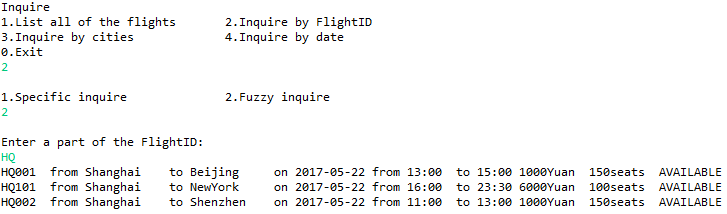 Inquire
1.List all of the flights 2.Inquire by FlightID
3.Inquire by cities 4.Inquire by date
0.Exit
2
1.Specific inquire 2.Fuzzy inquire
2
Enter a part of the FlightID:
HQ
HQ001 from Shanghai to Beijing on 2017-05-22 from 13:00 to 15:00 1000Yuan 150seats AVAILABLE
HQ101 from Shanghai to NewYork on 2017-05-22 from 16:00 to 23:30 6000Yuan 100seats AVAILABLE
HQ002 from Shanghai to Shenzhen on 2017-05-22 from 11:00 to 13:00 1000Yuan 150seats AVAILABLE